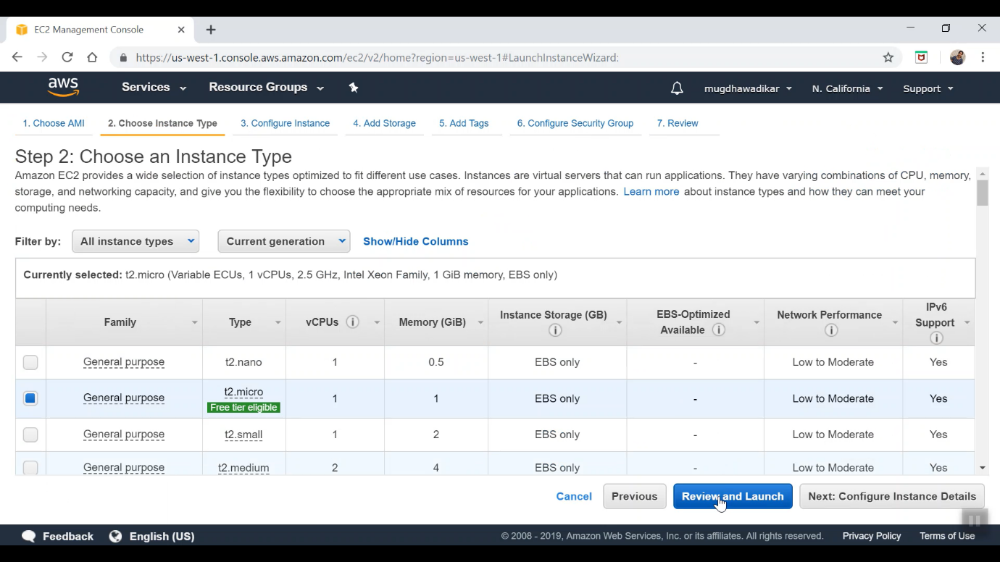 EC2 Management Console
https://us-west-1.console.aws.amazon.com/ec2/v2/home?region=us-west-1#LaunchInstanceWizard:
aws Services Resource Groups mugdhawadikar N. California Support
1. Choose AMI 2. Choose Instance Type 3. Configure Instance 4. Add Storage 5. Add Tags 6. Configure Security Group 7. Review
Step 2: Choose an Instance Type
Amazon EC2 provides a wide selection of instance types optimized to fit different use cases. Instances are virtual servers that can run applications. They have varying combinations of CPU, memory,
storage, and networking capacity, and give you the flexibility to choose the appropriate mix of resources for your applications. Learn more about instance types and how they can meet your
computing needs.
Filter by: All instance types Current generation Show/Hide Columns
Currently selected: t2.micro (Variable ECUs, 1 vCPUs, 2.5 GHz, Intel Xeon Family, 1 GiB memory, EBS only)
Family Type vCPUs Memory (GiB) Instance Storage (GB) EBS-Optimized Available Network Performance IPv6 Support
General purpose t2.nano 1 0.5 EBS only - Low to Moderate Yes
General purpose t2.micro Free tier eligible 1 1 EBS only - Low to Moderate Yes
General purpose t2.small 1 2 EBS only - Low to Moderate Yes
General purpose t2.medium 2 4 EBS only - Low to Moderate Yes
Cancel Previous Review and Launch Next: Configure Instance Details
Feedback English (US) © 2008 - 2019, Amazon Web Services, Inc. or its affiliates. All rights reserved. Privacy Policy Terms of Use